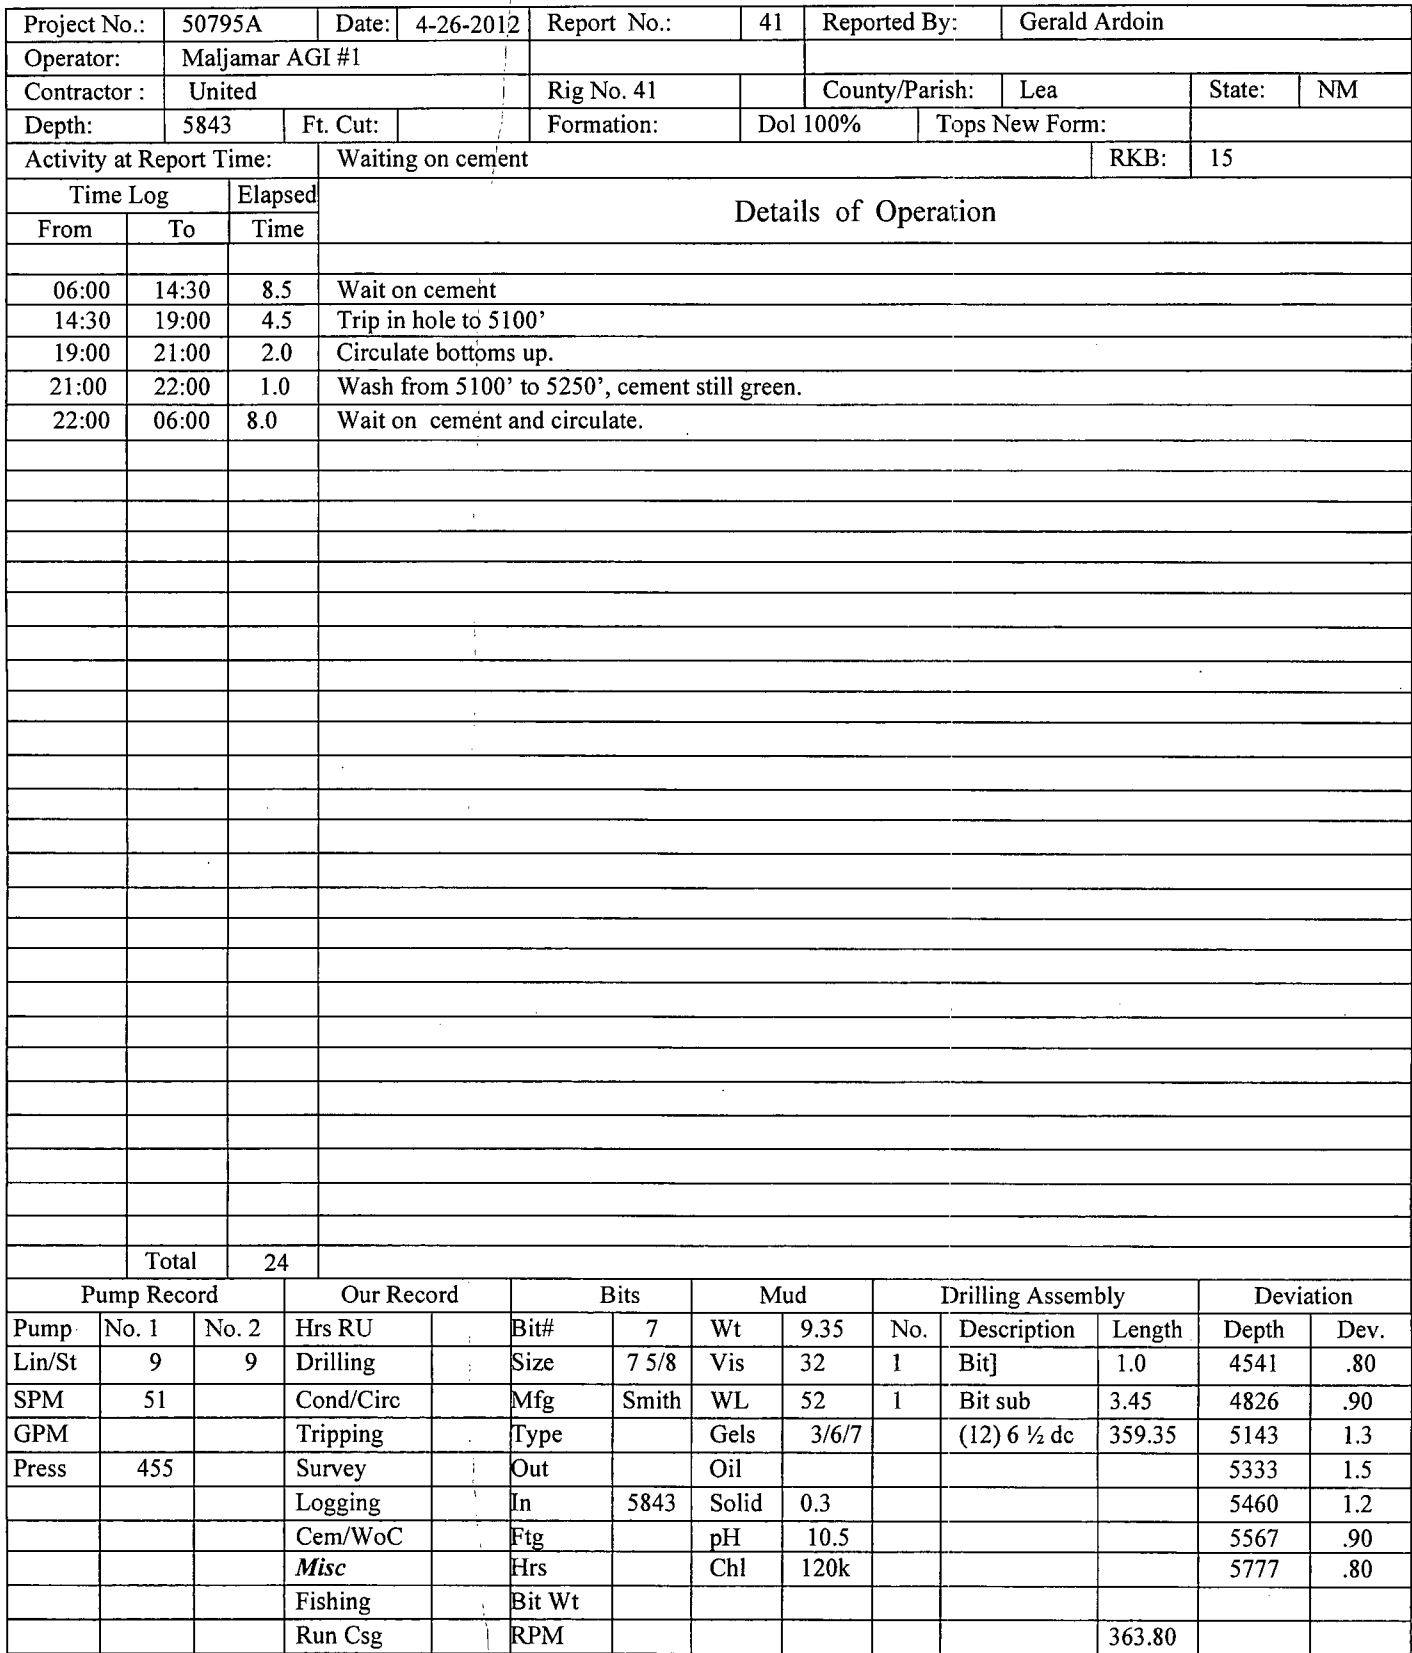 Project No.: 50795A Date: 4-26-2012 Report No.: 41 Reported By: Gerald Ardoin
Operator: Maljamar AGI #1
Contractor : United Rig No. 41 County/Parish: Lea State: NM
Depth: 5843 Ft. Cut: Formation: Dol 100% Tops New Form:
Activity at Report Time: Waiting on cement RKB: 15
Time Log Elapsed Details of Operation
From To Time
06:00 14:30 8.5 Wait on cement
14:30 19:00 4.5 Trip in hole to 5100’
19:00 21:00 2.0 Circulate bottoms up.
21:00 22:00 1.0 Wash from 5100’ to 5250’, cement still green.
22:00 06:00 8.0 Wait on cement and circulate.
Total 24
Pump Record Our Record Bits Mud Drilling Assembly Deviation
Pump No. 1 No. 2 Hrs RU Bit# 7 Wt 9.35 No. Description Length Depth Dev.
Lin/St 9 9 Drilling Size 7 5/8 Vis 32 1 Bit] 1.0 4541 .80
SPM 51 Cond/Circ Mfg Smith WL 52 1 Bit sub 3.45 4826 .90
GPM Tripping Type Gels 3/6/7 (12) 6 ½ dc 359.35 5143 1.3
Press 455 Survey Out Oil 5333 1.5
Logging In 5843 Solid 0.3 5460 1.2
Cem/WoC Ftg pH 10.5 5567 .90
Misc Hrs Chl 120k 5777 .80
Fishing Bit Wt
Run Csg RPM 363.80